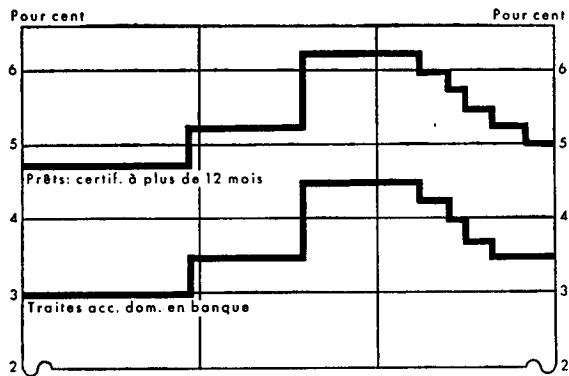 Pour cent Pour cent
6 6
5 5
Prêts: certif. à plus de 12 mois
4 4
3 3
Traites acc. dom. en banque
2 2